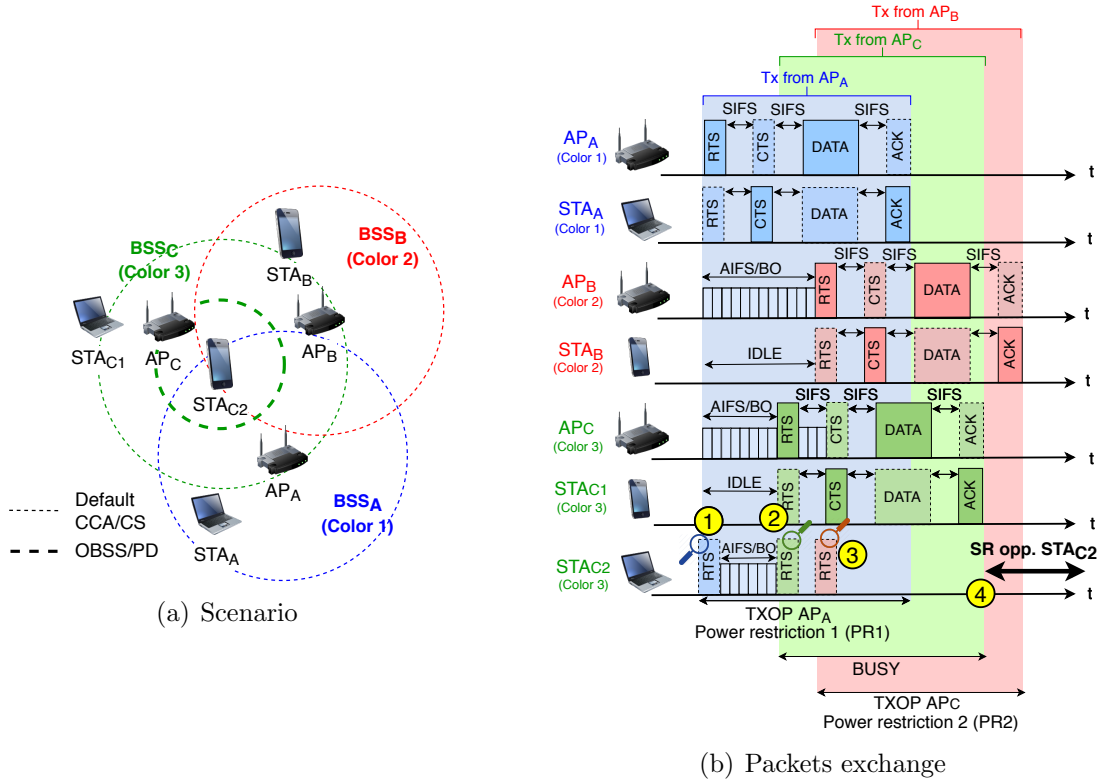 BSSC
(Color 3)
BSSB
(Color 2)
STAB
STAC1
APC
APB
STAC2
APA
BSSA
(Color 1)
STAA
Default
CCA/CS
OBSS/PD
(a) Scenario
Tx from APB
Tx from APC
Tx from APA
SIFS SIFS SIFS
APA
(Color 1)
RTS CTS DATA ACK
t
STAA
(Color 1)
RTS CTS DATA ACK
t
SIFS SIFS SIFS
APB
(Color 2)
AIFS/BO
RTS CTS DATA ACK
t
STAB
(Color 2)
IDLE
RTS CTS DATA ACK
t
SIFS SIFS SIFS
APC
(Color 3)
AIFS/BO
RTS CTS DATA ACK
t
STAC1
(Color 3)
IDLE
RTS CTS DATA ACK
t
1 2 3 4
STAC2
(Color 3)
RTS AIFS/BO RTS RTS
SR opp. STAC2
t
TXOP APA
Power restriction 1 (PR1)
BUSY
TXOP APC
Power restriction 2 (PR2)
(b) Packets exchange